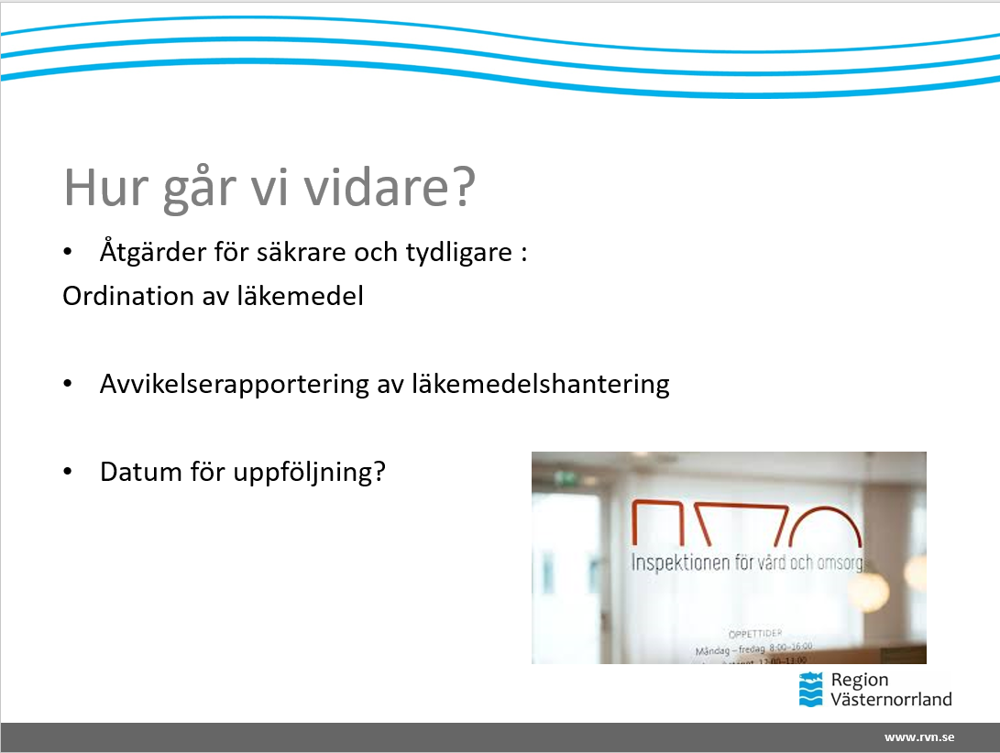 Hur går vi vidare?
• Åtgärder för säkrare och tydligare :
Ordination av läkemedel
• Avvikelserapportering av läkemedelshantering
• Datum för uppföljning?
Inspektionen för vård och omsorg
ÖPPETTIDER
Måndag – fredag 8:00–16:00
12:00–13:00
Region
Västernorrland
www.rvn.se